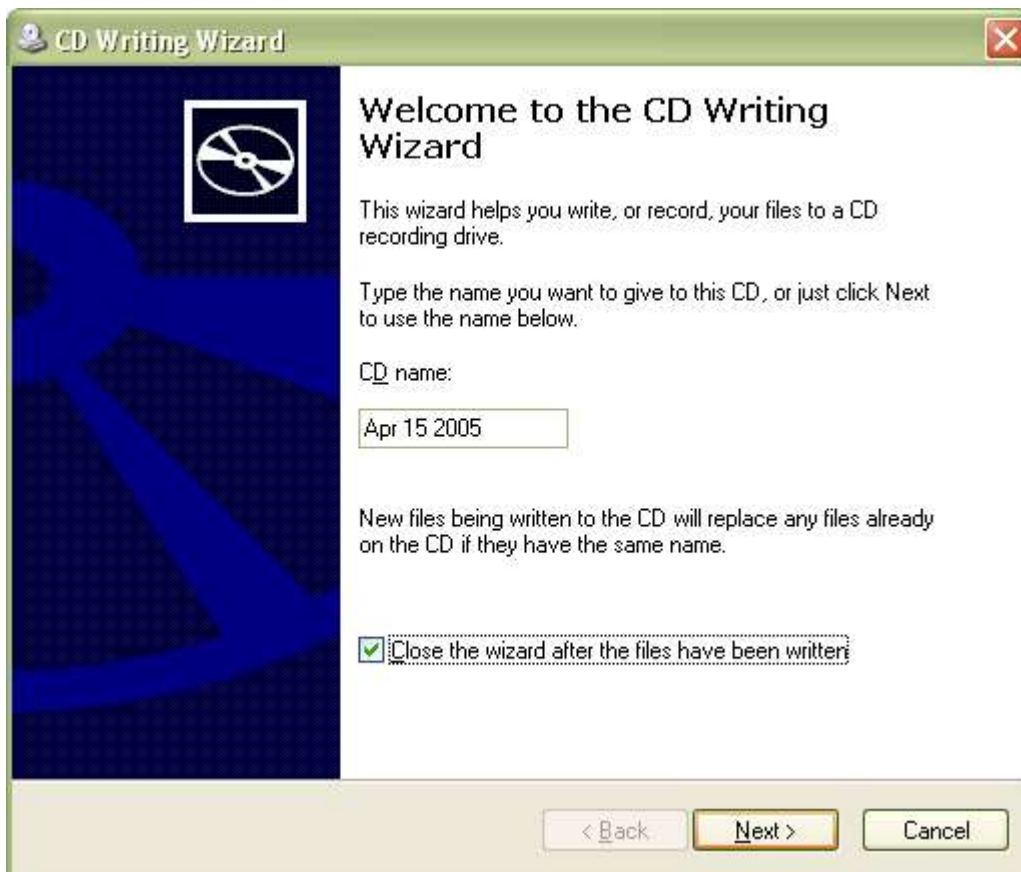 CD Writing Wizard
Welcome to the CD Writing
Wizard
This wizard helps you write, or record, your files to a CD
recording drive.
Type the name you want to give to this CD, or just click Next
to use the name below.
CD name:
Apr 15 2005
New files being written to the CD will replace any files already
on the CD if they have the same name.
Close the wizard after the files have been written
< Back Next > Cancel